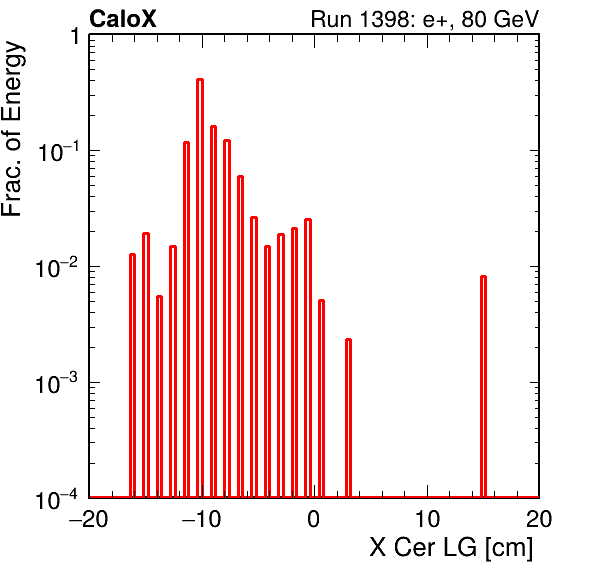 CaloX Run 1398: e+, 80 GeV
Frac. of Energy
1
10⁻¹
10⁻²
10⁻³
10⁻⁴
−20 −10 0 10 20
X Cer LG [cm]